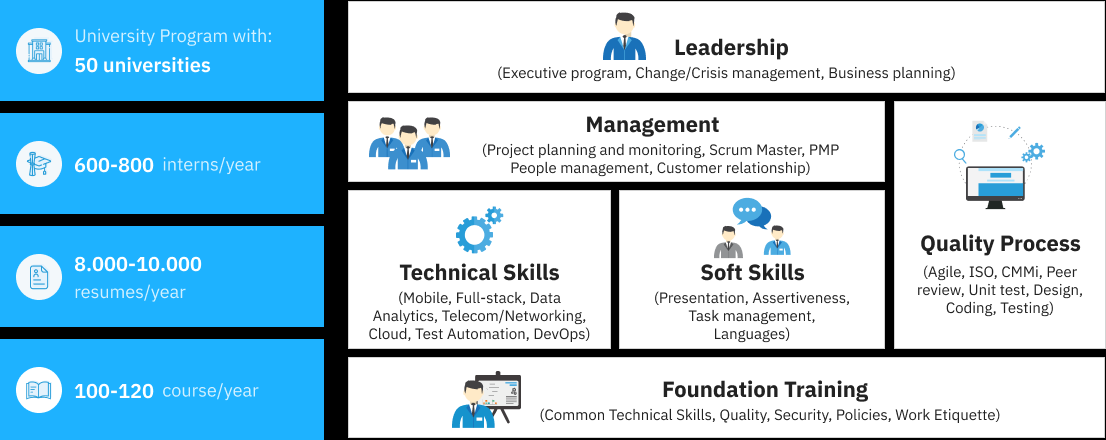 University Program with:
50 universities
600-800 interns/year
8.000-10.000
resumes/year
100-120 course/year
Leadership
(Executive program, Change/Crisis management, Business planning)
Management
(Project planning and monitoring, Scrum Master, PMP
People management, Customer relationship)
Technical Skills
(Mobile, Full-stack, Data
Analytics, Telecom/Networking,
Cloud, Test Automation, DevOps)
Soft Skills
(Presentation, Assertiveness,
Task management,
Languages)
Quality Process
(Agile, ISO, CMMi, Peer
review, Unit test, Design,
Coding, Testing)
Foundation Training
(Common Technical Skills, Quality, Security, Policies, Work Etiquette)